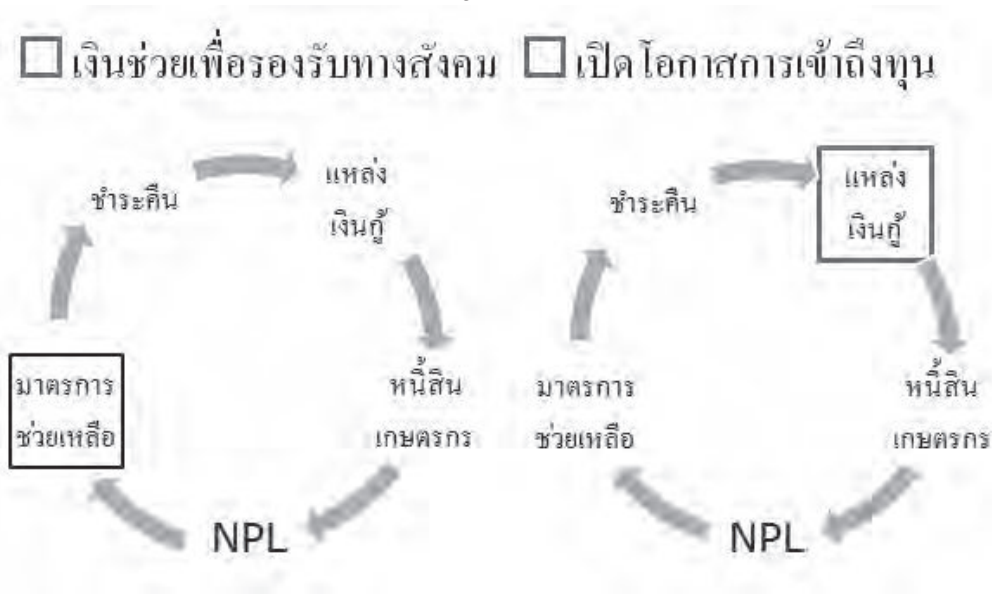 เงินช่วยเพื่อรองรับทางสังคม
เปิดโอกาสการเข้าถึงทุน
ชำระคืน
แหล่ง
เงินกู้
หนี้สิน
เกษตรกร
NPL
มาตรการ
ช่วยเหลือ
ชำระคืน
แหล่ง
เงินกู้
หนี้สิน
เกษตรกร
NPL
มาตรการ
ช่วยเหลือ